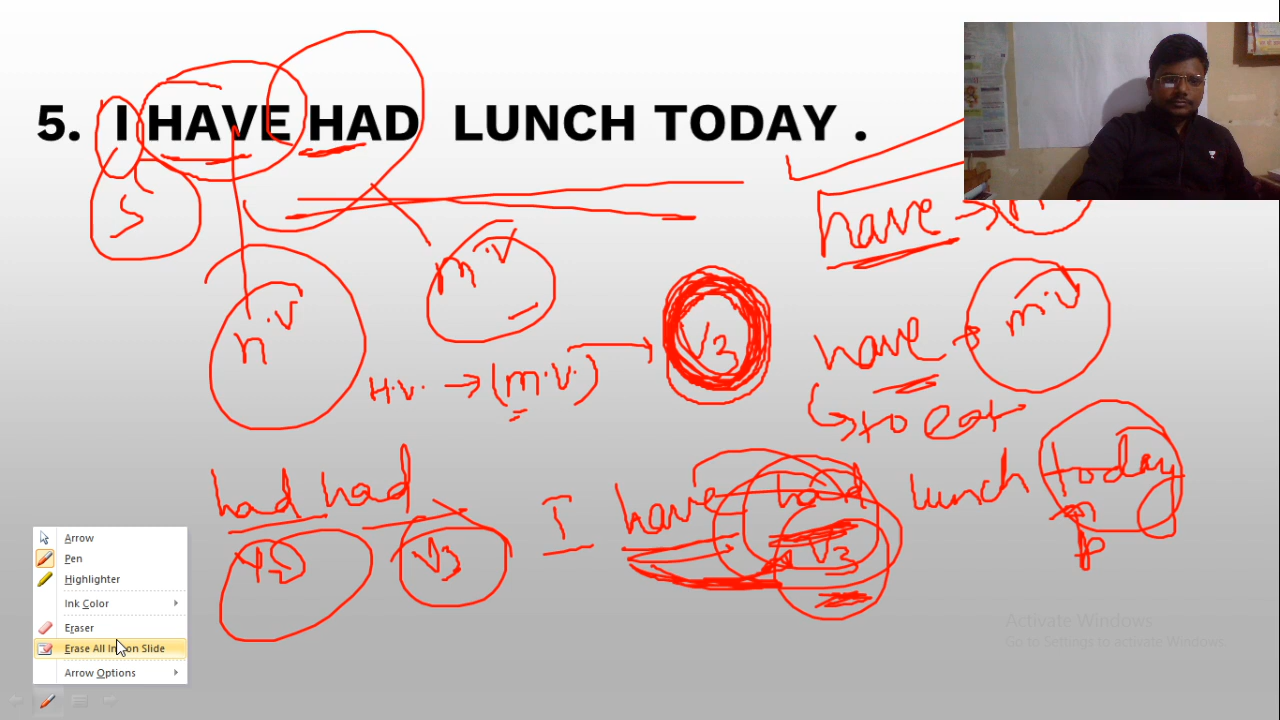 5. I HAVE HAD LUNCH TODAY .
S
have →
h.v
m.v
V3
have → m.v
H.V. → (m.v.) →
↳ to eat
had had
I have had lunch today
V3
V3
Arrow
Pen
Highlighter
Ink Color
Eraser
Erase All Ink on Slide
Arrow Options
Activate Windows
Go to Settings to activate Windows